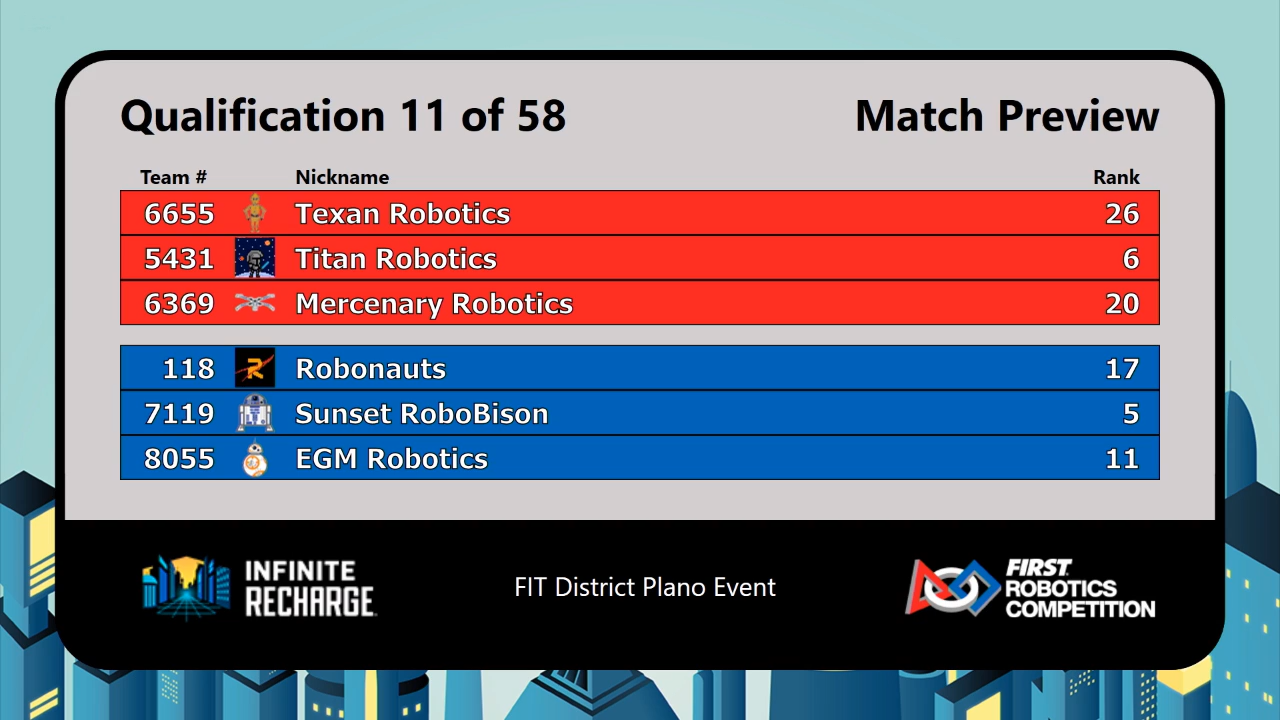 Qualification 11 of 58 Match Preview
Team # Nickname Rank
6655 Texan Robotics 26
5431 Titan Robotics 6
6369 Mercenary Robotics 20
118 Robonauts 17
7119 Sunset RoboBison 5
8055 EGM Robotics 11
INFINITE
RECHARGE
FIT District Plano Event
FIRST
ROBOTICS
COMPETITION